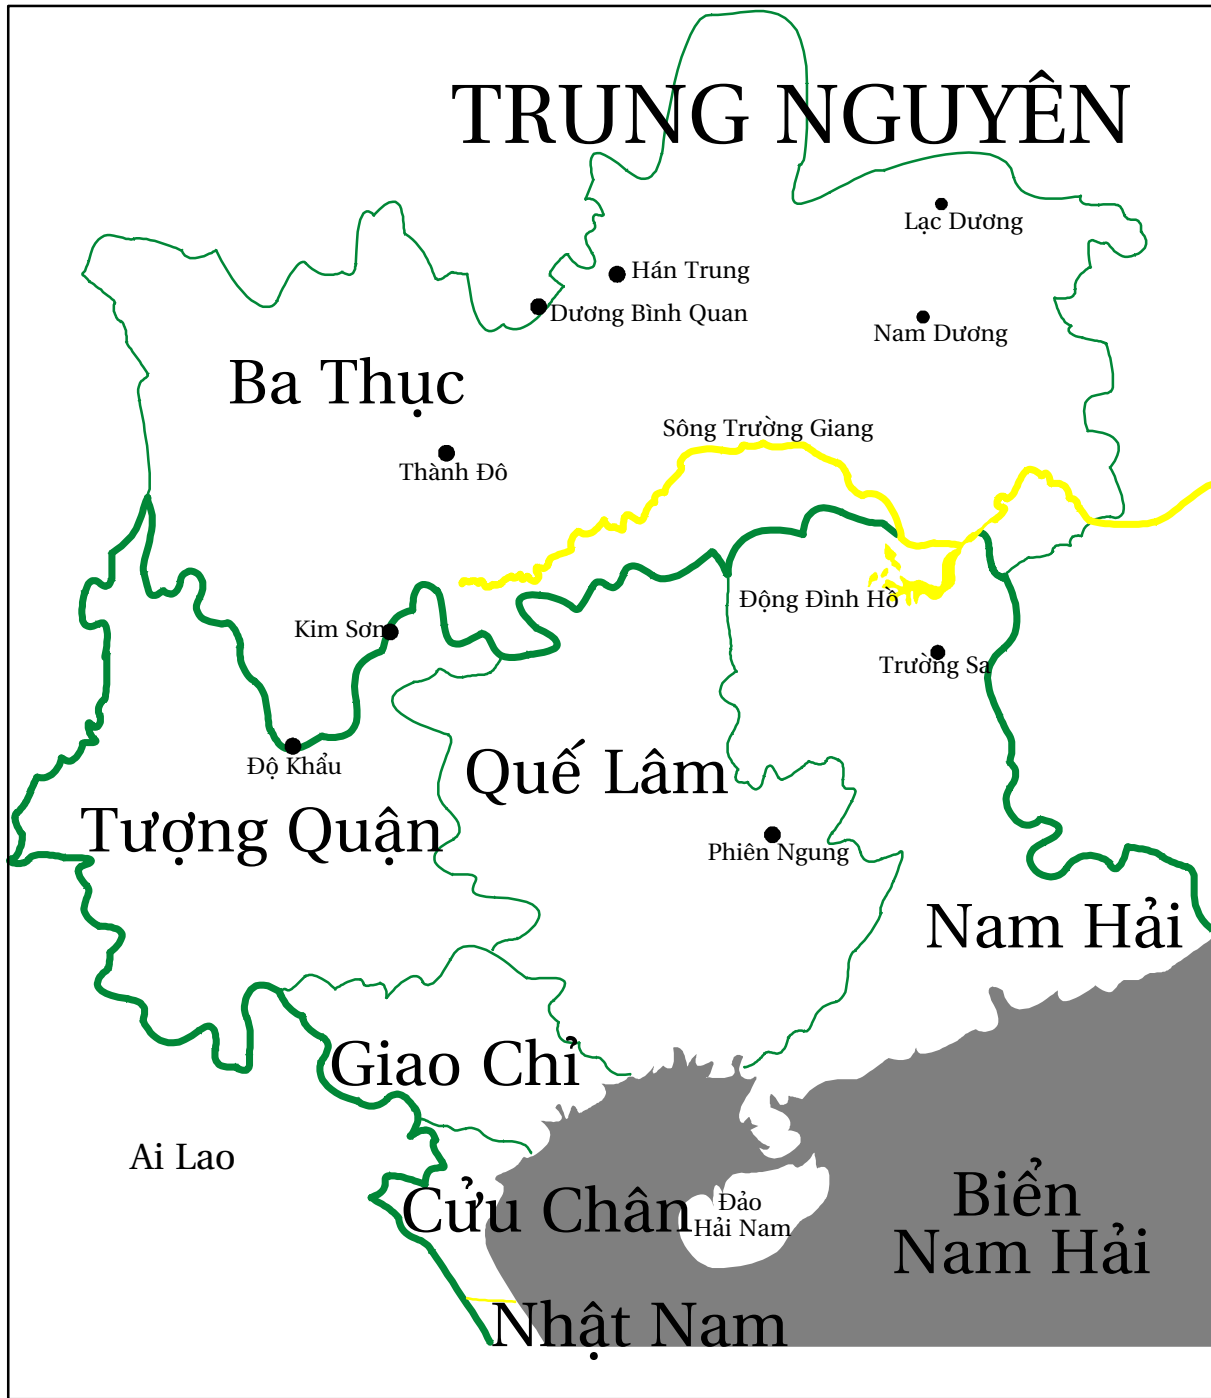 TRUNG NGUYÊN
Lạc Dương
Hán Trung
Dương Bình Quan
Nam Dương
Ba Thục
Sông Trường Giang
Thành Đô
Động Đình Hồ
Kim Sơn
Trường Sa
Độ Khẩu
Quế Lâm
Tượng Quận
Phiên Ngung
Nam Hải
Giao Chỉ
Ai Lao
Cửu Chân
Đảo
Hải Nam
Biển
Nam Hải
Nhật Nam